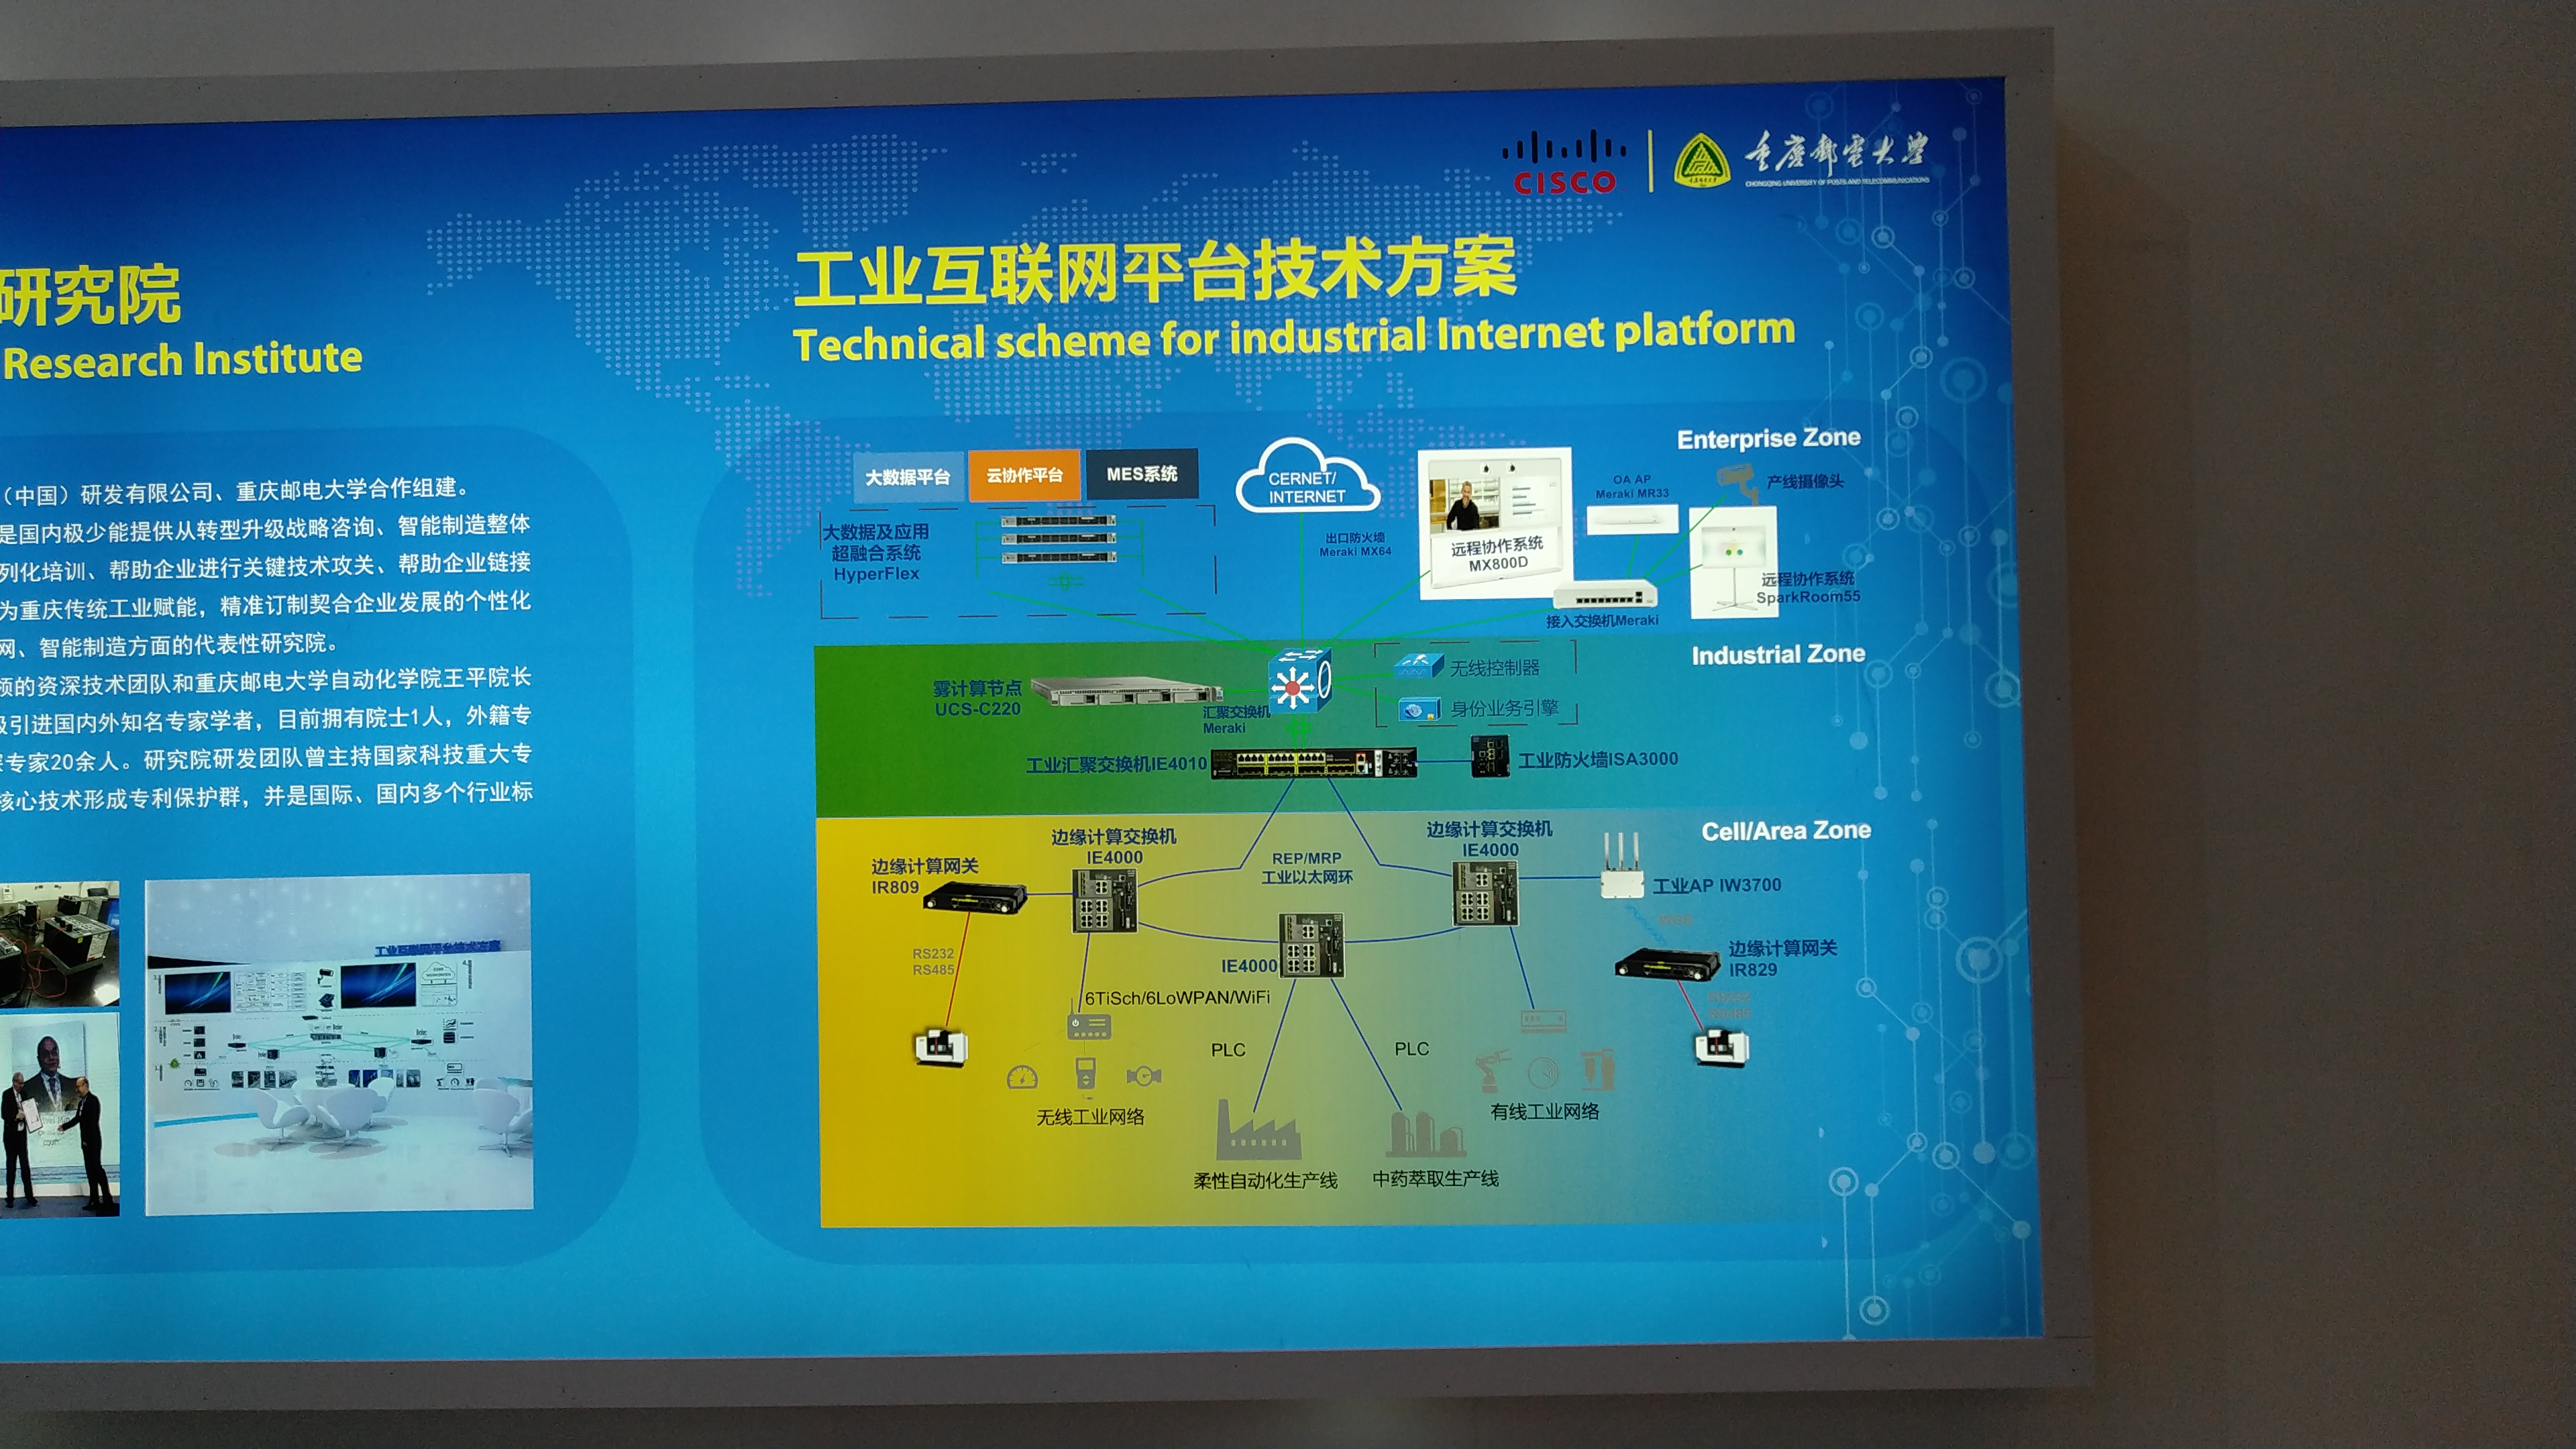 CISCO
重庆邮电大学
CHONGQING UNIVERSITY OF POSTS AND TELECOMMUNICATIONS
研究院
Research Institute
（中国）研发有限公司、重庆邮电大学合作组建。
是国内极少能提供从转型升级战略咨询、智能制造整体
列化培训、帮助企业进行关键技术攻关、帮助企业链接
为重庆传统工业赋能，精准订制契合企业发展的个性化
网、智能制造方面的代表性研究院。
的资深技术团队和重庆邮电大学自动化学院王平院长
引进国内外知名专家学者，目前拥有院士1人，外籍专
专家20余人。研究院研发团队曾主持国家科技重大专
核心技术形成专利保护群，并是国际、国内多个行业标
工业互联网平台技术方案
工业互联网平台技术方案
Technical scheme for industrial Internet platform
Enterprise Zone
大数据平台
云协作平台
MES系统
CERNET/
INTERNET
大数据及应用
超融合系统
HyperFlex
出口防火墙
Meraki MX64
远程协作系统
MX800D
OA AP
Meraki MR33
产线摄像头
远程协作系统
SparkRoom55
接入交换机Meraki
Industrial Zone
雾计算节点
UCS-C220
汇聚交换机
Meraki
无线控制器
身份业务引擎
工业汇聚交换机IE4010
工业防火墙ISA3000
Cell/Area Zone
边缘计算网关
IR809
边缘计算交换机
IE4000
REP/MRP
工业以太网环
边缘计算交换机
IE4000
工业AP IW3700
RS232
RS485
IE4000
边缘计算网关
IR829
6TiSch/6LoWPAN/WiFi
PLC
PLC
无线工业网络
有线工业网络
柔性自动化生产线
中药萃取生产线